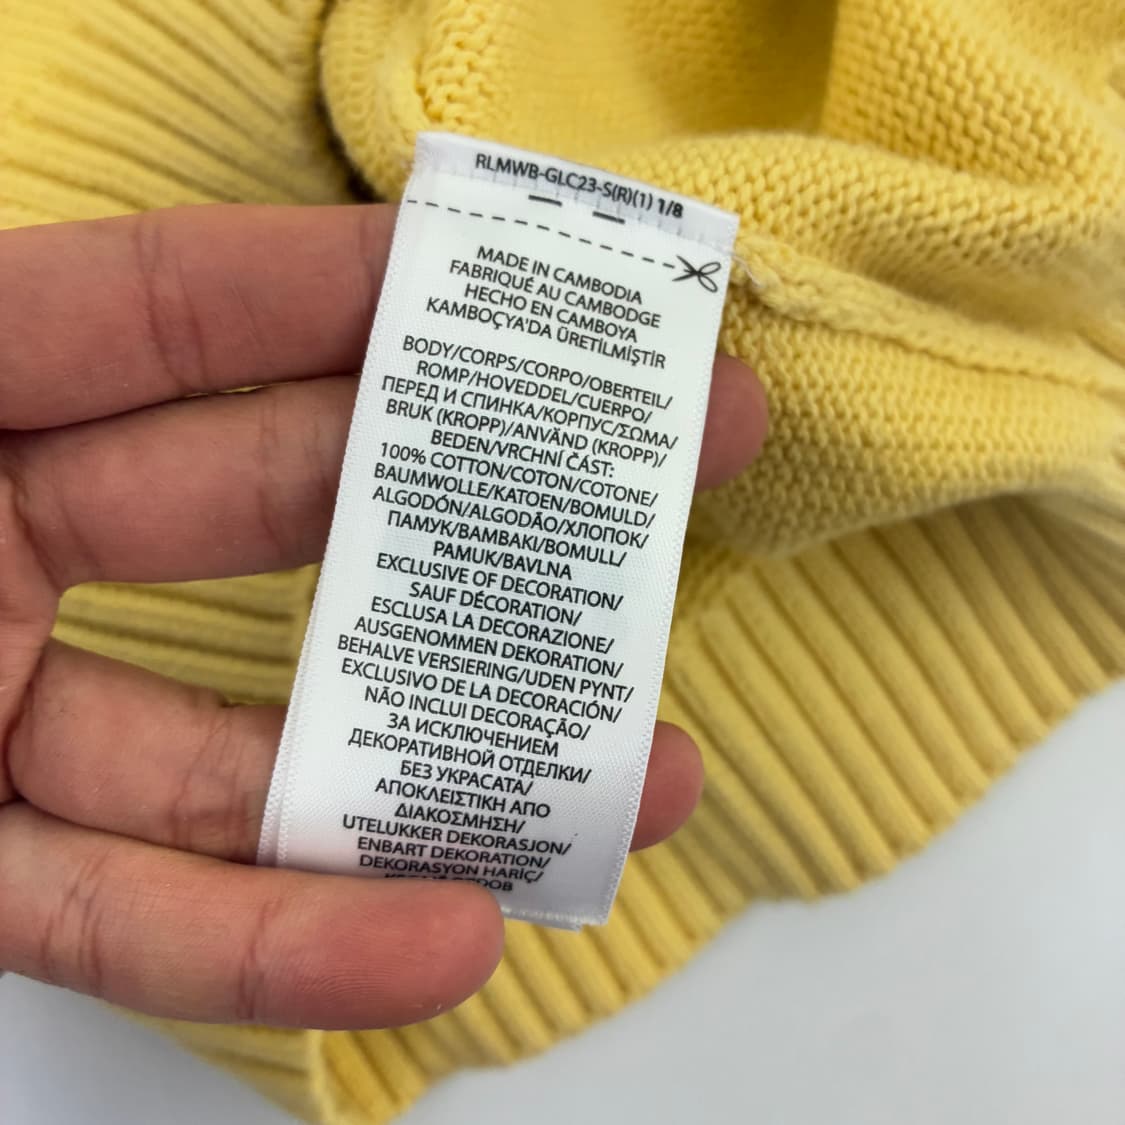 RLMWB-GLC23-S(R)(1) 1/8
MADE IN CAMBODIA
FABRIQUÉ AU CAMBODGE
HECHO EN CAMBOYA
KAMBOÇYA'DA ÜRETİLMİŞTİR
BODY/CORPS/CORPO/OBERTEIL/
ROMP/HOVEDDEL/CUERPO/
ПЕРЕД И СПИНКА/КОРПУС/ΣΩΜΑ/
BRUK (KROPP)/ANVÄND (KROPP)/
BEDEN/VRCHNÍ ČÁST:
100% COTTON/COTON/COTONE/
BAUMWOLLE/KATOEN/BOMULD/
ALGODÓN/ALGODÃO/ХЛОПОК/
ПАМУК/BAMBAKI/BOMULL/
PAMUK/BAVLNA
EXCLUSIVE OF DECORATION/
SAUF DÉCORATION/
ESCLUSA LA DECORAZIONE/
AUSGENOMMEN DEKORATION/
BEHALVE VERSIERING/UDEN PYNT/
EXCLUSIVO DE LA DECORACIÓN/
NÃO INCLUI DECORAÇÃO/
ЗА ИСКЛЮЧЕНИЕМ
ДЕКОРАТИВНОЙ ОТДЕЛКИ/
БЕЗ УКРАСАТА/
ΑΠΟΚΛΕΙΣΤΙΚΗ ΑΠΟ
ΔΙΑΚΟΣΜΗΣΗ/
UTELUKKER DEKORASJON/
ENBART DEKORATION/
DEKORASYON HARİÇ/